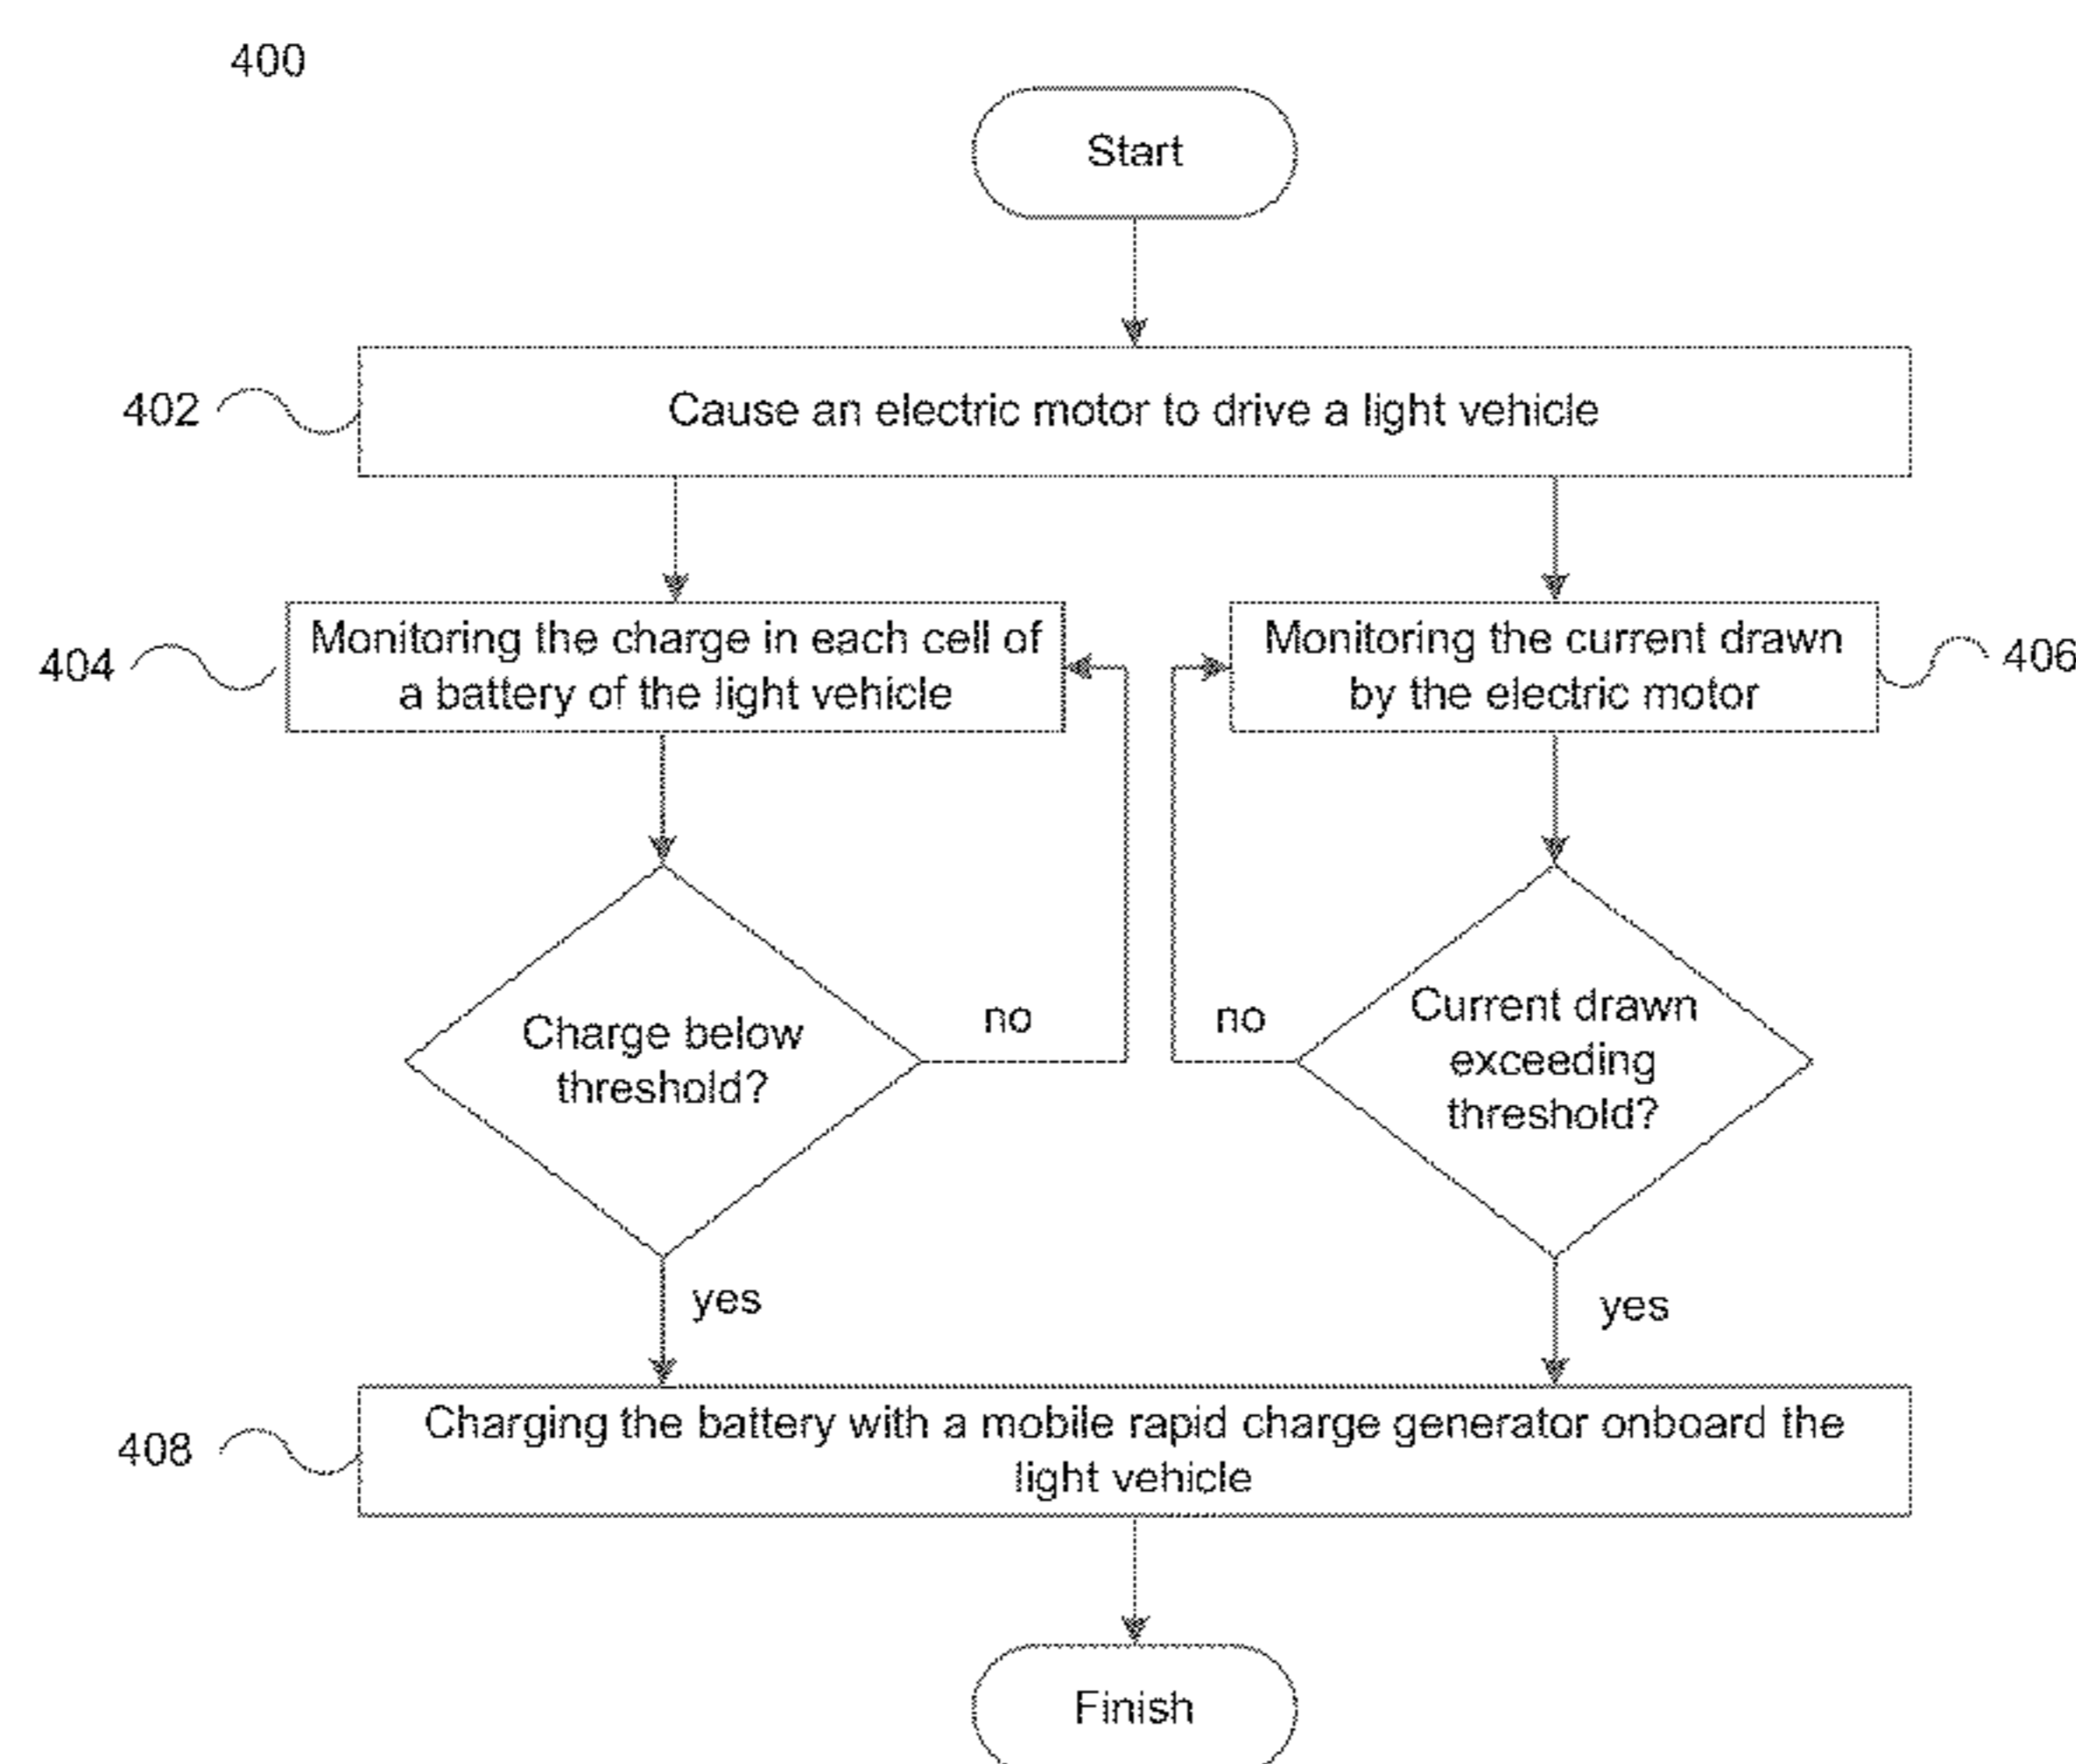 400
Start
402
Cause an electric motor to drive a light vehicle
404
Monitoring the charge in each cell of
a battery of the light vehicle
Monitoring the current drawn
by the electric motor
406
Charge below
threshold?
no
no
Current drawn
exceeding
threshold?
yes
yes
408
Charging the battery with a mobile rapid charge generator onboard the
light vehicle
Finish